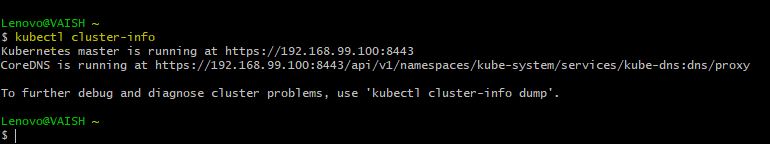 Lenovo@VAISH ~
$ kubectl cluster-info
Kubernetes master is running at https://192.168.99.100:8443
CoreDNS is running at https://192.168.99.100:8443/api/v1/namespaces/kube-system/services/kube-dns:dns/proxy
To further debug and diagnose cluster problems, use 'kubectl cluster-info dump'.
Lenovo@VAISH ~
$